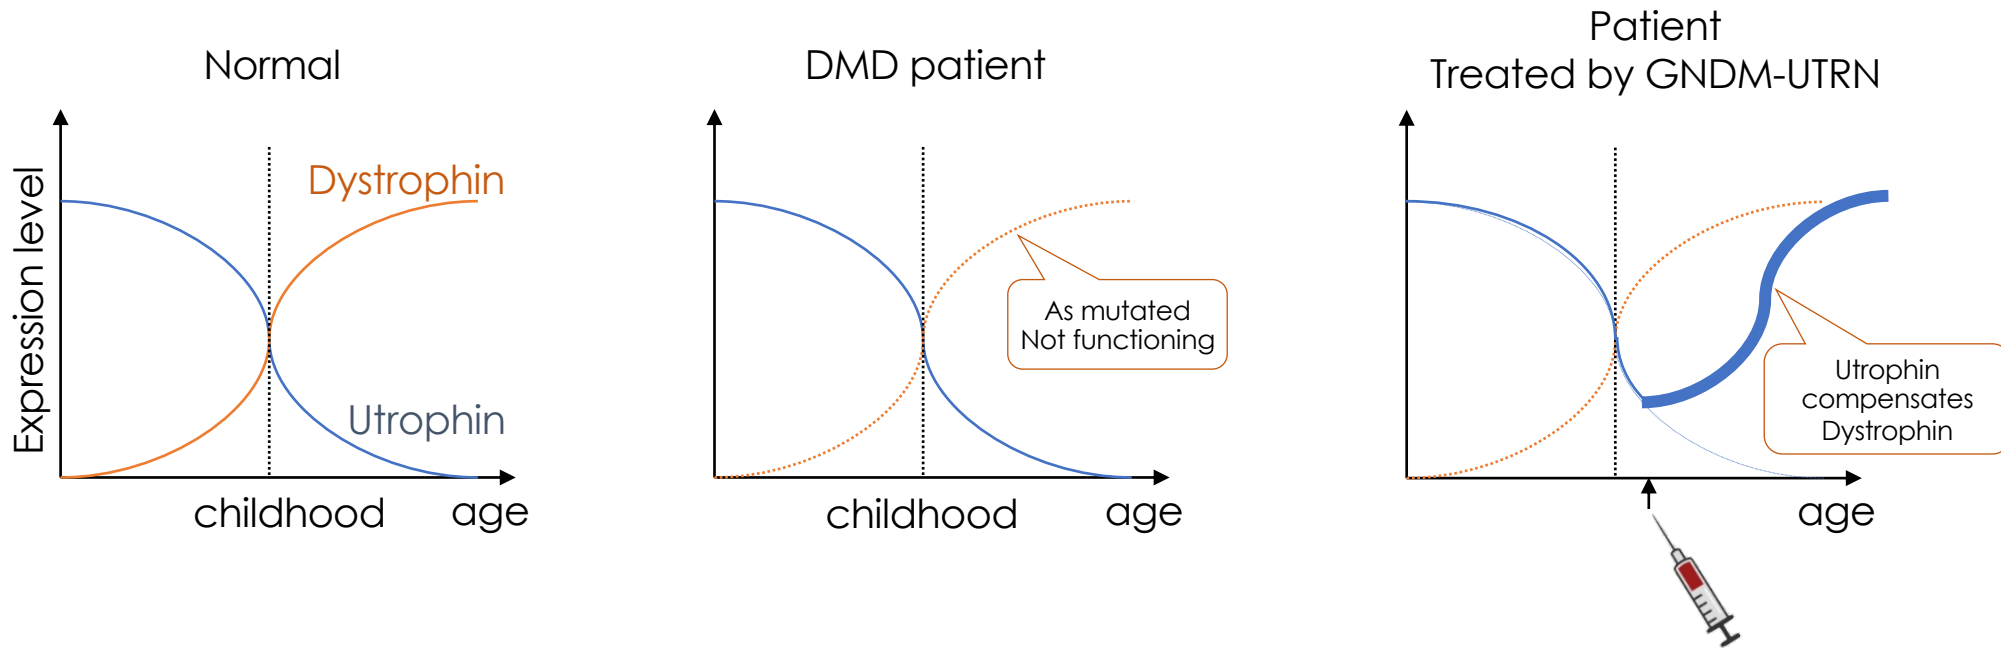 Normal
Expression level
Dystrophin
Utrophin
childhood
age
DMD patient
As mutated
Not functioning
childhood
age
Patient
Treated by GNDM-UTRN
Utrophin
compensates
Dystrophin
age